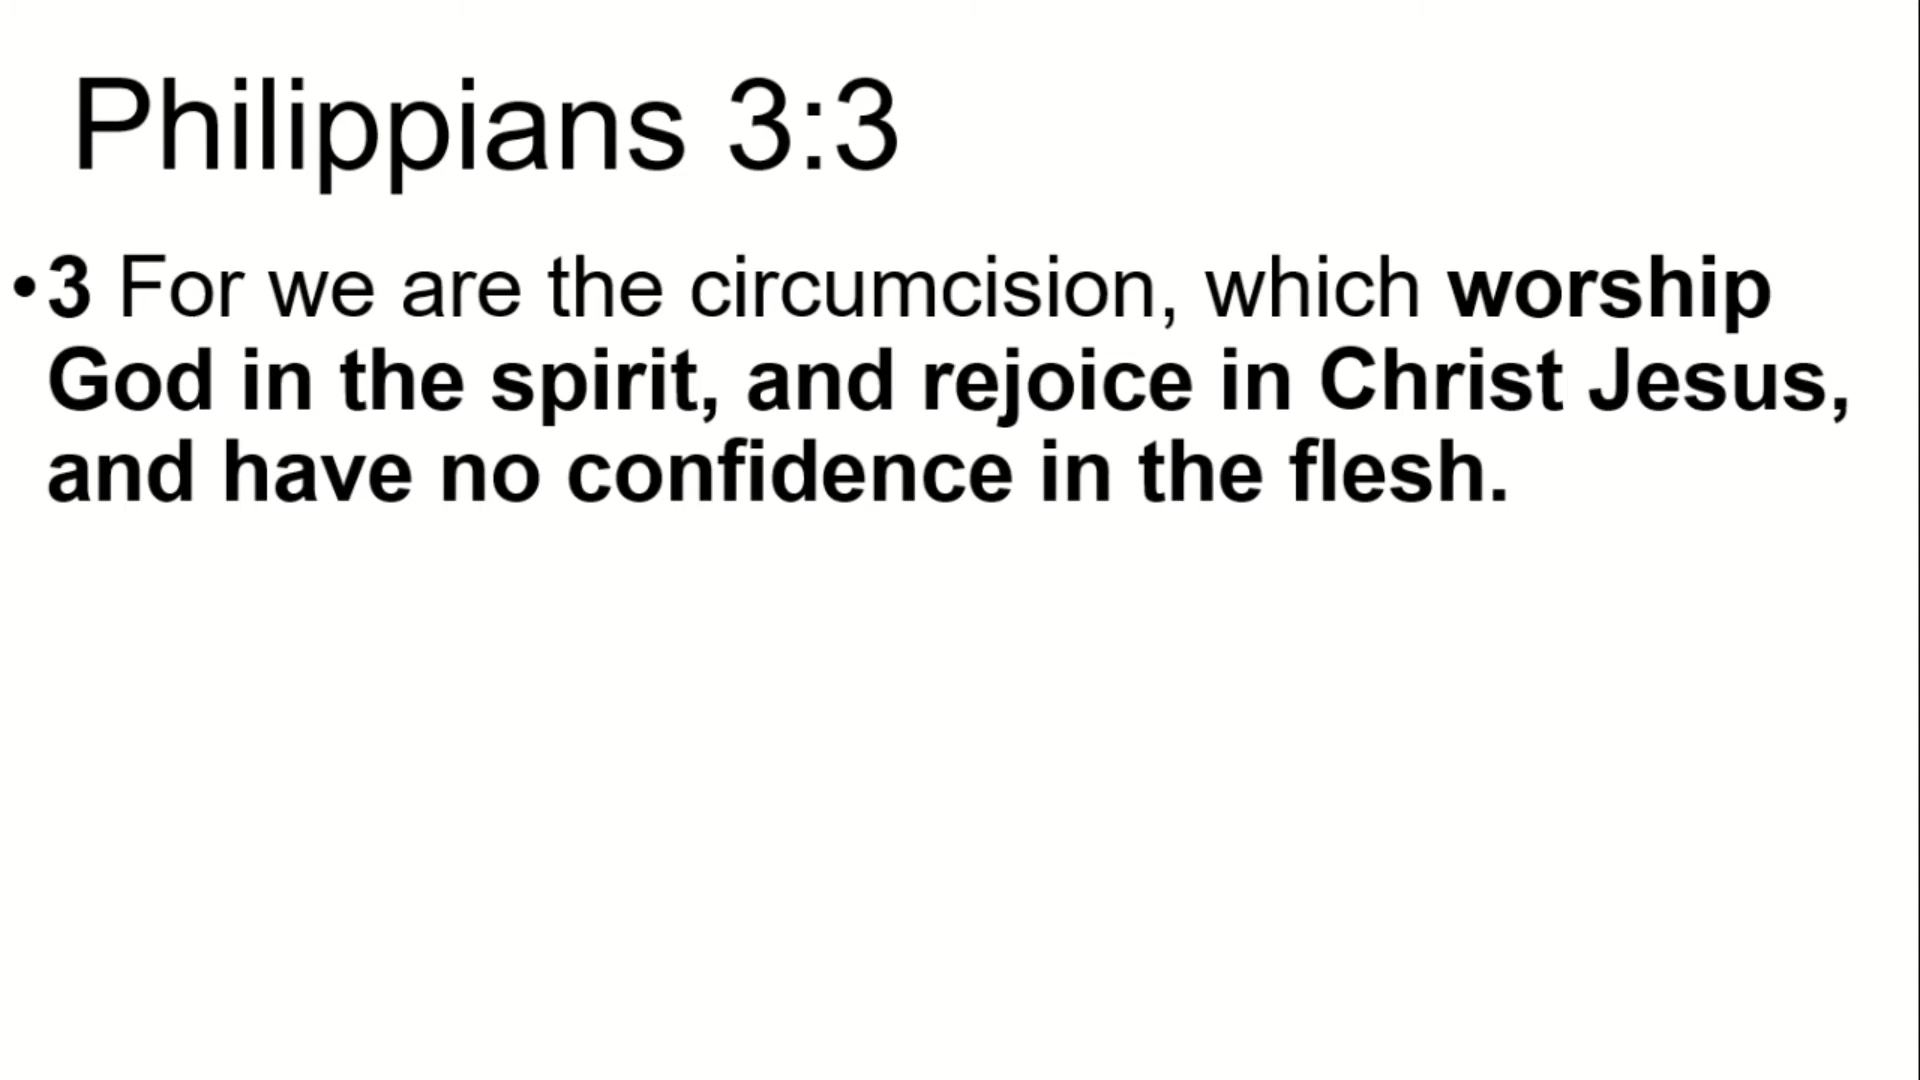 Philippians 3:3
•3 For we are the circumcision, which worship
God in the spirit, and rejoice in Christ Jesus,
and have no confidence in the flesh.